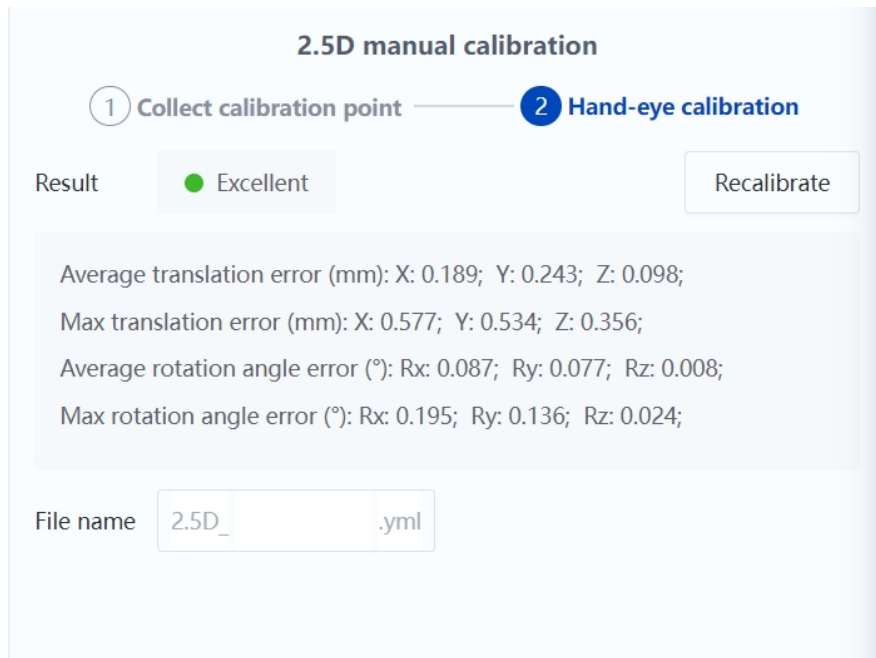 2.5D manual calibration
1 Collect calibration point 2 Hand-eye calibration
Result Excellent Recalibrate
Average translation error (mm): X: 0.189; Y: 0.243; Z: 0.098;
Max translation error (mm): X: 0.577; Y: 0.534; Z: 0.356;
Average rotation angle error (°): Rx: 0.087; Ry: 0.077; Rz: 0.008;
Max rotation angle error (°): Rx: 0.195; Ry: 0.136; Rz: 0.024;
File name 2.5D_ .yml